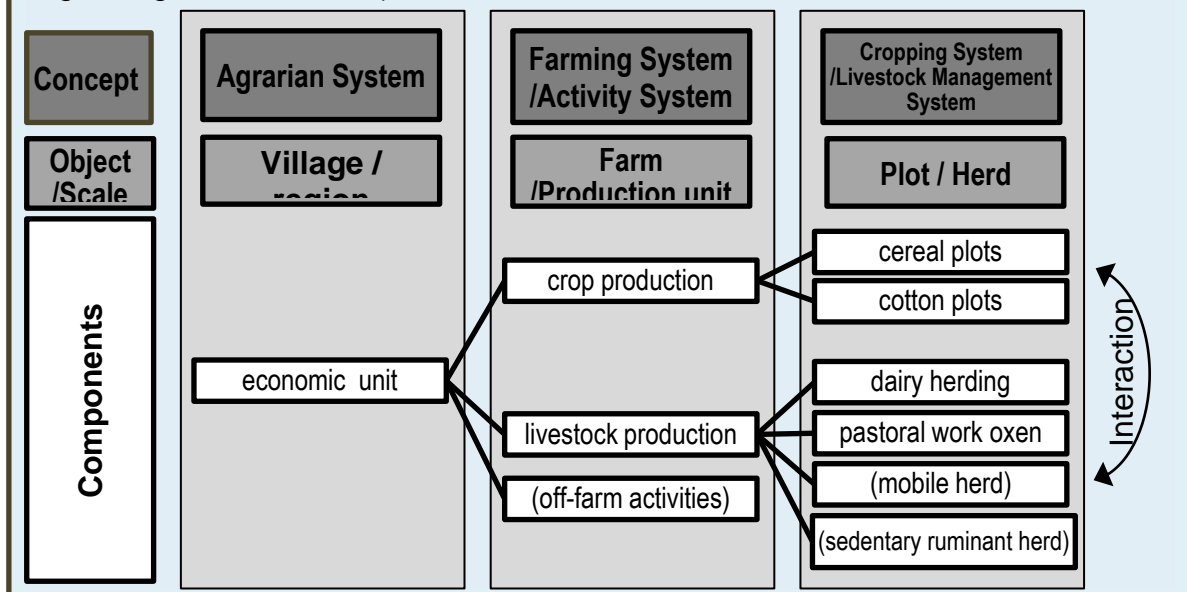 Concept
Agrarian System
Farming System
/Activity System
Cropping System
/Livestock Management
System
Object
/Scale
Village /
region
Farm
/Production unit
Plot / Herd
Components
economic unit
crop production
livestock production
(off-farm activities)
cereal plots
cotton plots
dairy herding
pastoral work oxen
(mobile herd)
(sedentary ruminant herd)
Interaction